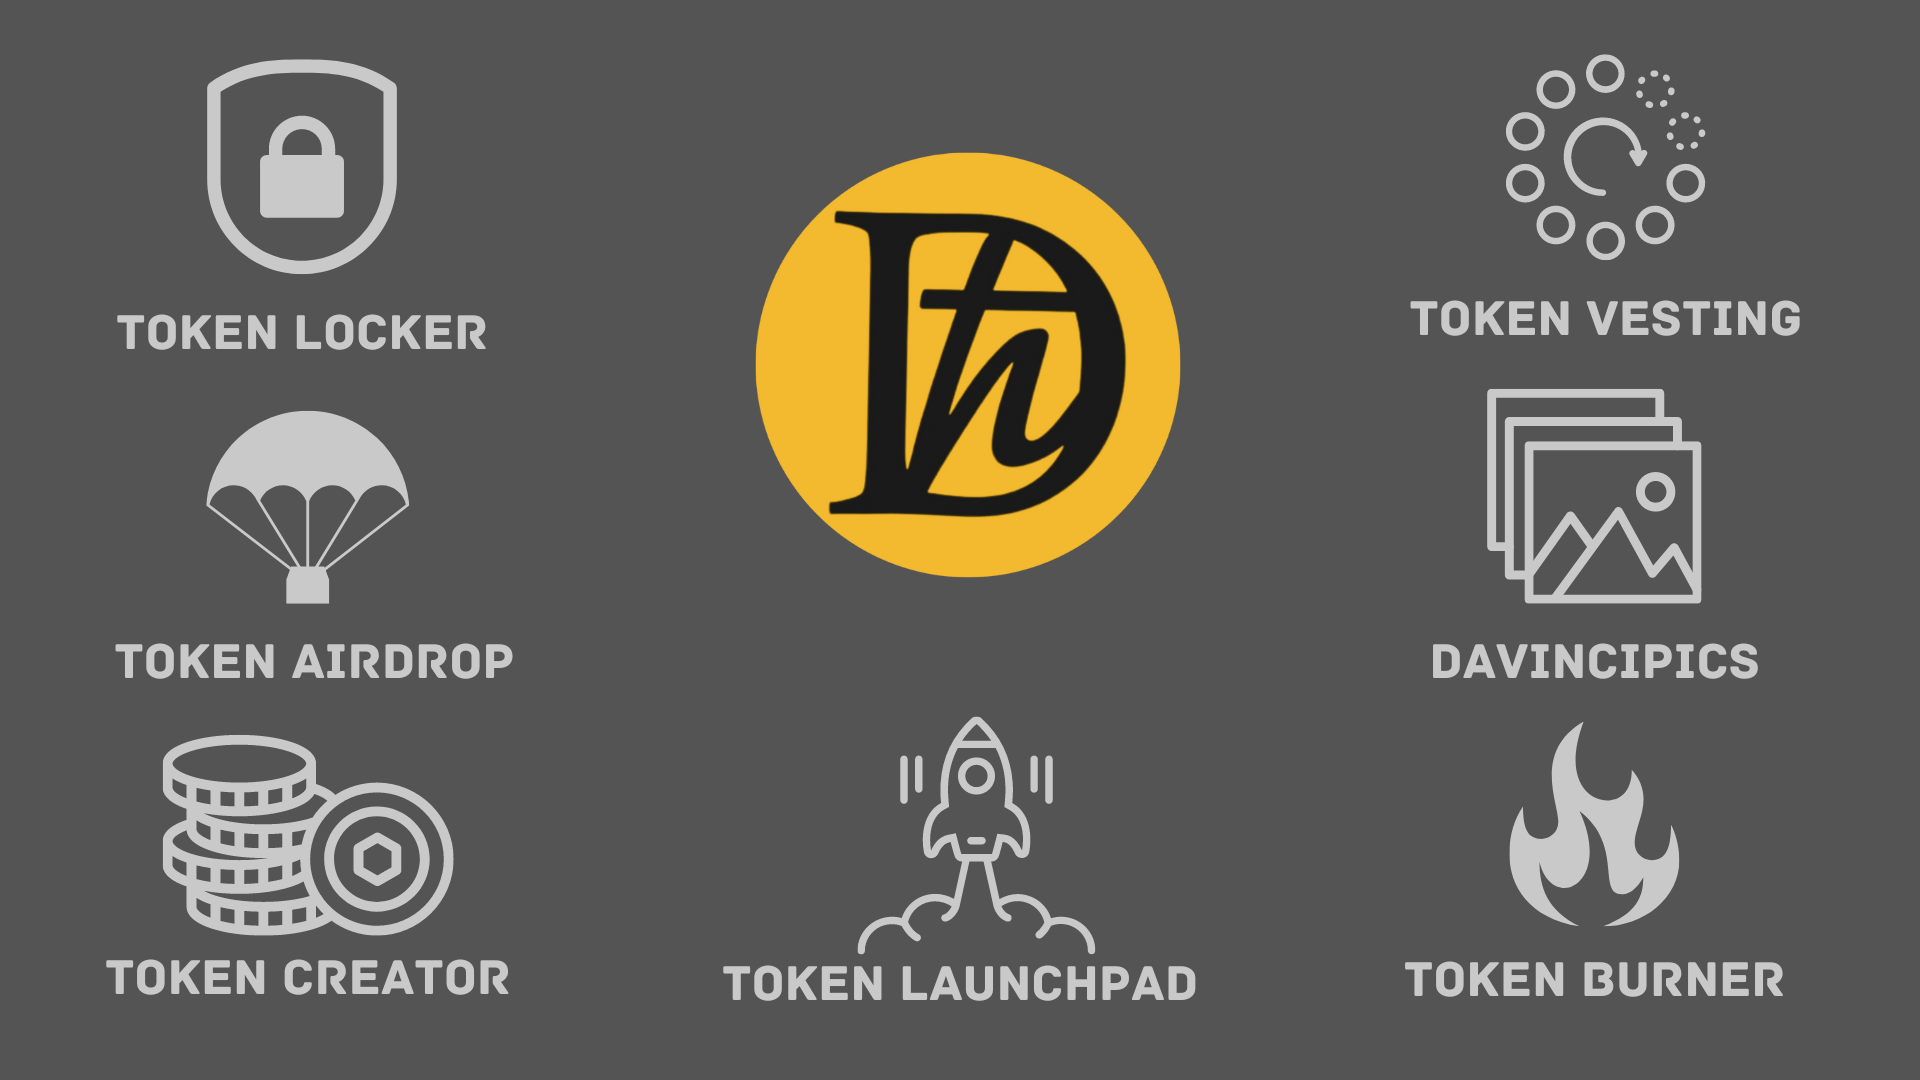 TOKEN LOCKER
TOKEN VESTING
TOKEN AIRDROP
DAVINCIPICS
TOKEN CREATOR
TOKEN LAUNCHPAD
TOKEN BURNER